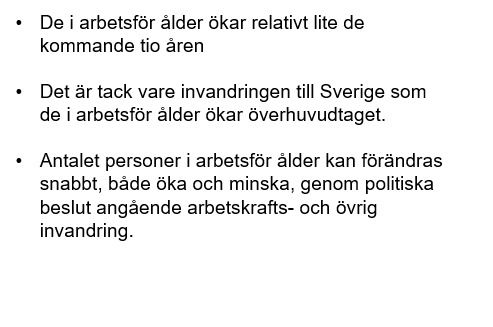 • De i arbetsför ålder ökar relativt lite de
kommande tio åren
• Det är tack vare invandringen till Sverige som
de i arbetsför ålder ökar överhuvudtaget.
• Antalet personer i arbetsför ålder kan förändras
snabbt, både öka och minska, genom politiska
beslut angående arbetskrafts- och övrig
invandring.